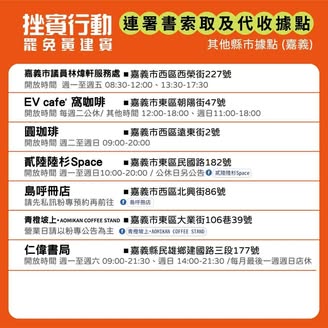 挫賓行動
罷免黃建賓
連署書索取及代收據點
其他縣市據點 (嘉義)
嘉義市議員林煒軒服務處 嘉義市西區西榮街227號
開放時間 週一至週五 08:30-12:00、13:30-17:30
EV cafe' 窩咖啡 嘉義市東區朝陽街47號
開放時間 每週二公休/ 其他時間 12:00-18:00、週日11:00-18:00
圓咖琲 嘉義市西區遠東街2號
開放時間 週二至週日 09:00-20:00
貳陸陸杉Space 嘉義市東區民國路182號
開放時間 週一至週日10:00-20:00 / 公休日另公告 貳陸陸杉Space
島呼冊店 嘉義市西區北興街86號
請先私訊粉專預約再前往 島呼冊店
青橙坡上•AOMIKAN COFFEE STAND 嘉義市東區大業街106巷39號
營業日請以粉專公告為主 青橙坡上•AOMIKAN COFFEE STAND
仁偉書局 嘉義縣民雄鄉建國路三段177號
開放時間 週一至週六 09:00-21:30、週日 14:00-21:30 /每月最後一週週日店休